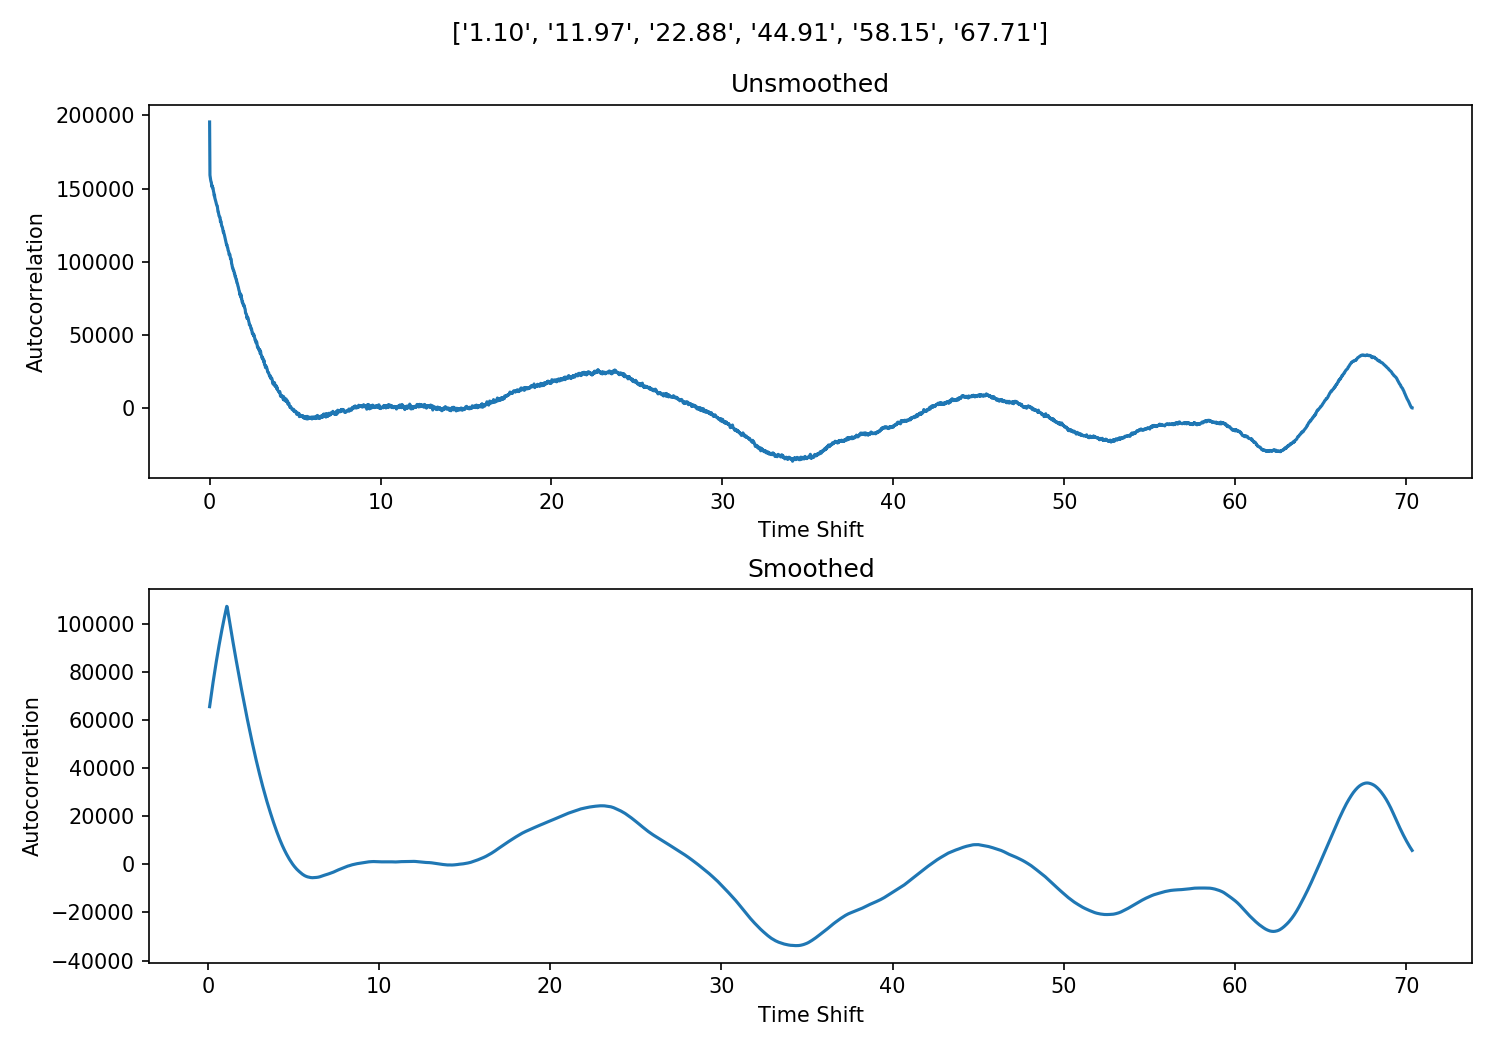 ['1.10', '11.97', '22.88', '44.91', '58.15', '67.71']
Unsmoothed
200000
150000
100000
50000
0
Autocorrelation
0 10 20 30 40 50 60 70
Time Shift
Smoothed
100000
80000
60000
40000
20000
0
−20000
−40000
Autocorrelation
0 10 20 30 40 50 60 70
Time Shift